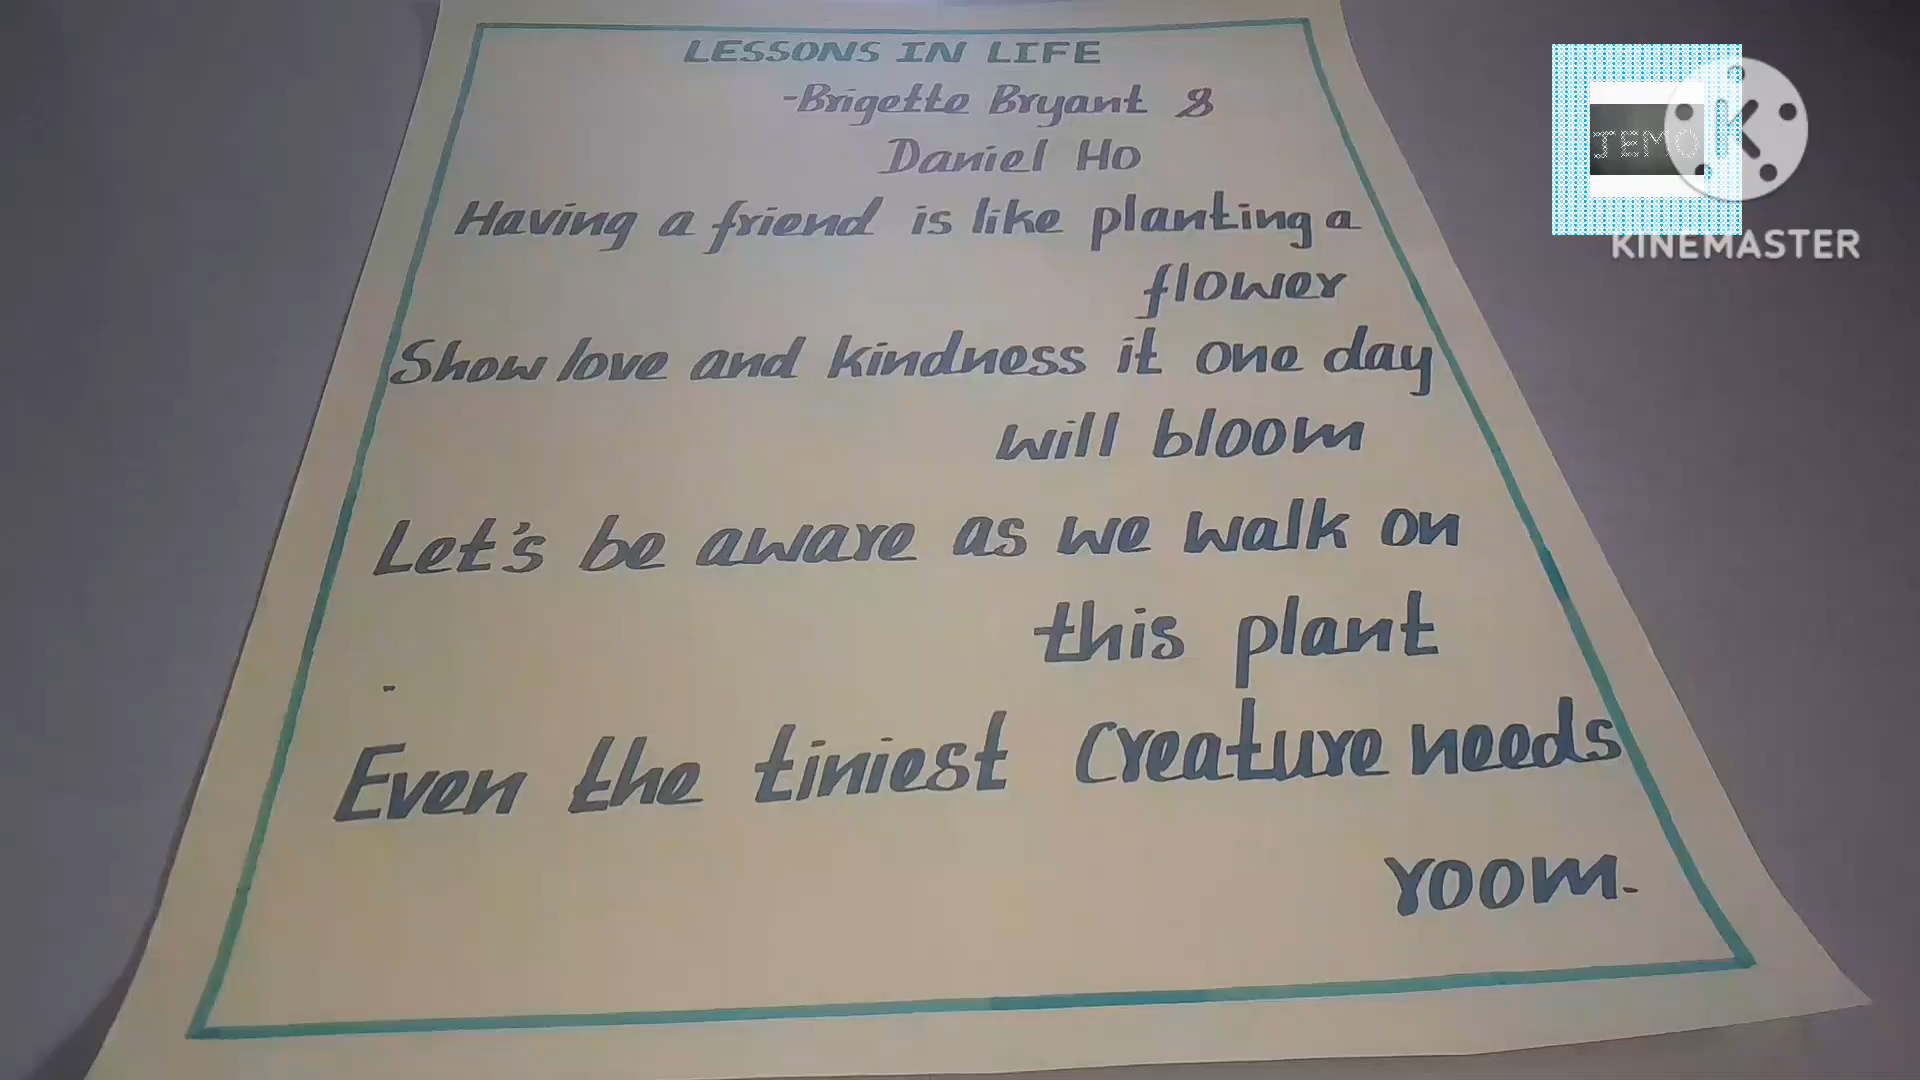 LESSONS IN LIFE
-Brigette Bryant &
Daniel Ho
Having a friend is like planting a
flower
Show love and kindness it one day
will bloom
Let's be aware as we walk on
this plant
Even the tiniest creature needs
room.
JEMO
KINEMASTER